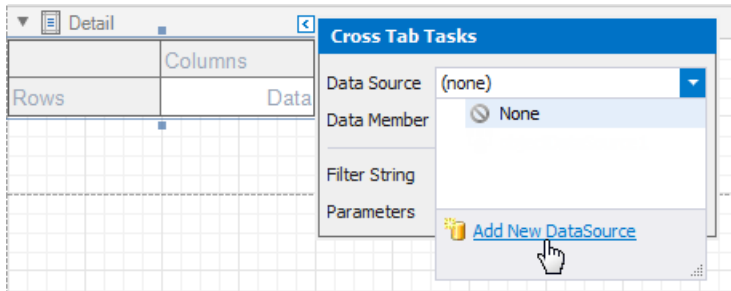 Detail
Cross Tab Tasks
Columns
Rows Data
Data Source (none)
None
Data Member
Filter String
Parameters
Add New DataSource